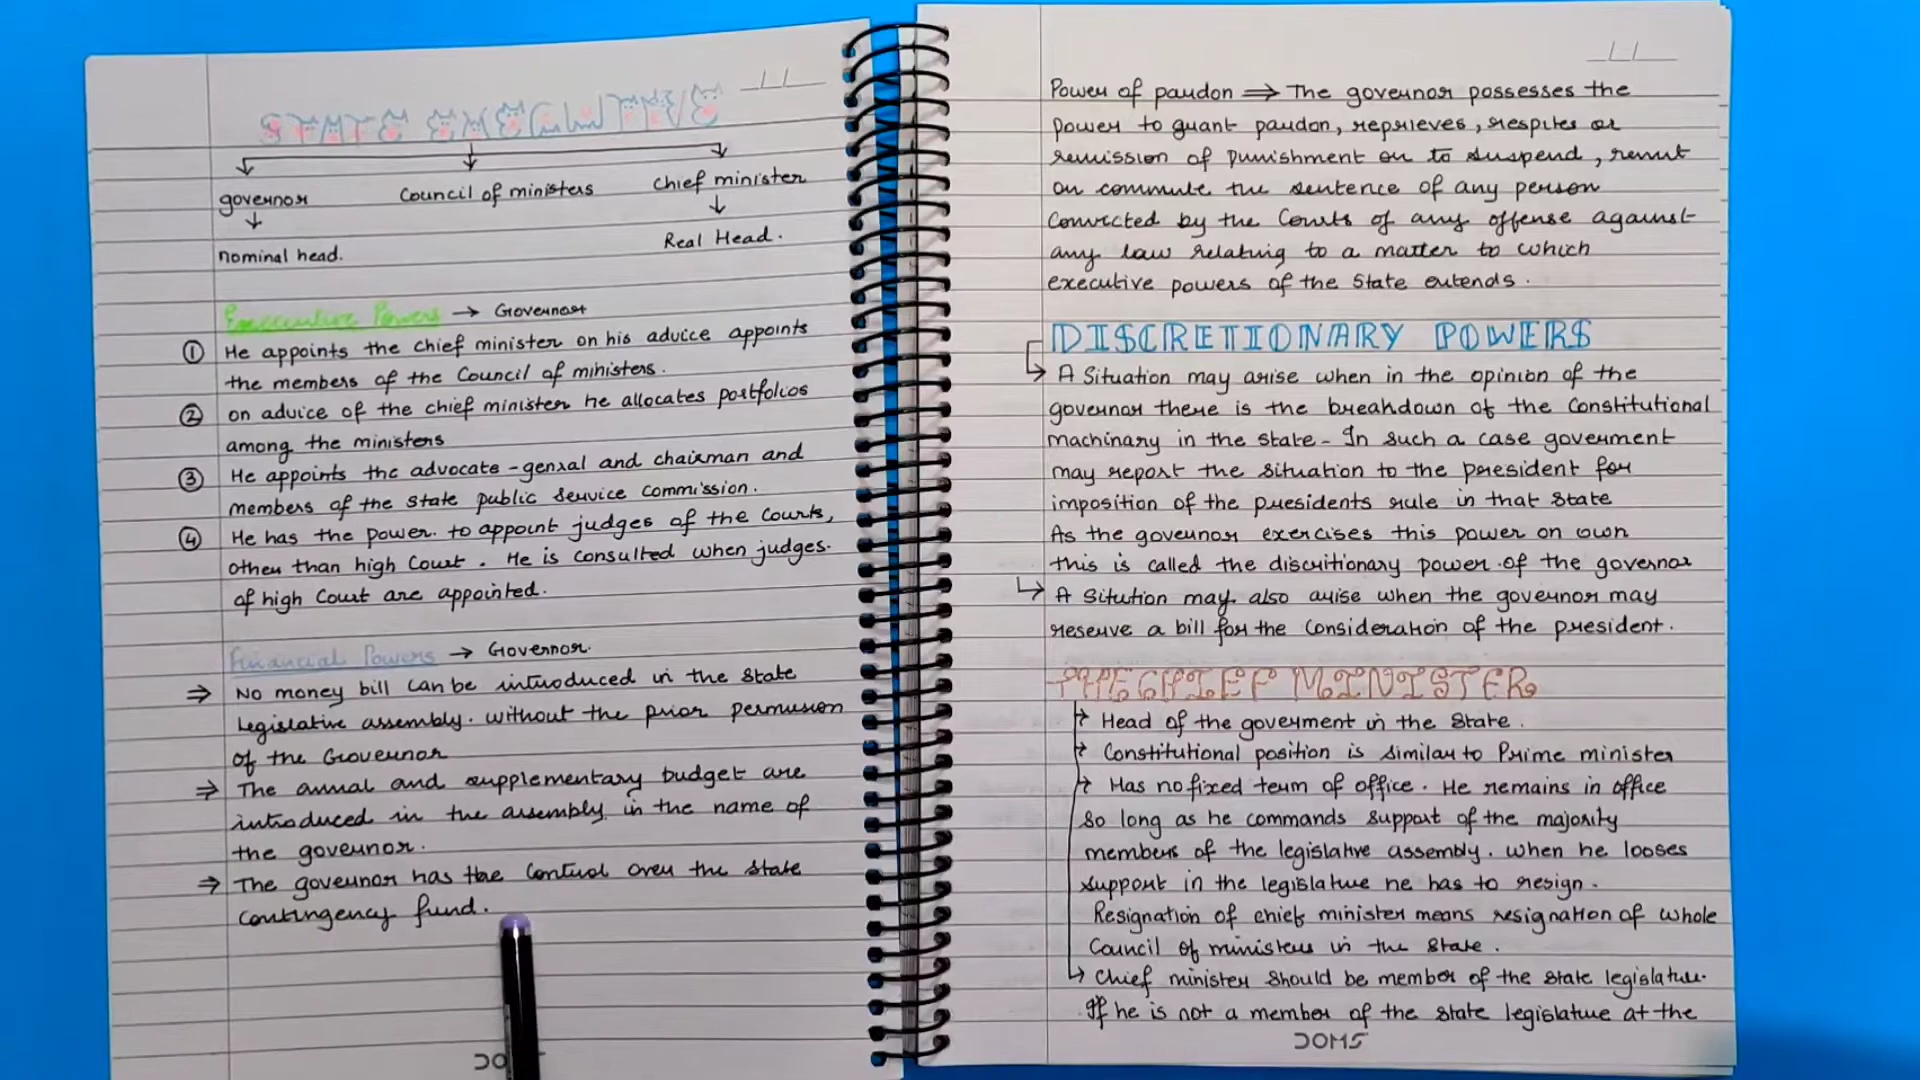 STATE EXECUTIVE
governor
Council of ministers
Chief minister
nominal head.
Real Head.
Executive Powers → Governor
① He appoints the chief minister on his advice appoints
the members of the Council of ministers.
② on advice of the chief minister he allocates portfolios
among the ministers
③ He appoints the advocate-genral and chairman and
members of the state public service commission.
④ He has the power to appoint judges of the courts,
other than high Court. He is consulted when judges.
of high Court are appointed.
Financial Powers → Governor.
⇒ No money bill can be introduced in the state
legislative assembly. without the prior permission
of the Governor
⇒ The annual and supplementary budget are
introduced in the assembly in the name of
the governor.
⇒ The governor has the control over the state
contingency fund.
Power of pardon ⇒ The governor possesses the
power to grant pardon, reprieves, respites or
remission of punishment or to suspend, remit
or commute the sentence of any person
convicted by the Courts of any offense against
any law relating to a matter to which
executive powers of the State extends.
DISCRETIONARY POWERS
→ A Situation may arise when in the opinion of the
governor there is the breakdown of the Constitutional
machinary in the state - In such a case goverment
may report the situation to the president for
imposition of the presidents rule in that State
As the governor exercises this power on own
this is called the discritionary power of the governor
→ A Sitution may also arise when the governor may
reserve a bill for the consideration of the president.
THE CHIEF MINISTER
→ Head of the goverment in the State.
→ Constitutional position is similar to Prime minister
→ Has no fixed term of office. He remains in office
so long as he commands support of the majority
members of the legislative assembly. when he looses
support in the legislature he has to resign.
Resignation of chief minister means resignation of whole
Council of ministers in the State.
→ Chief minister should be member of the state legislature.
If he is not a member of the state legislature at the
DOMS